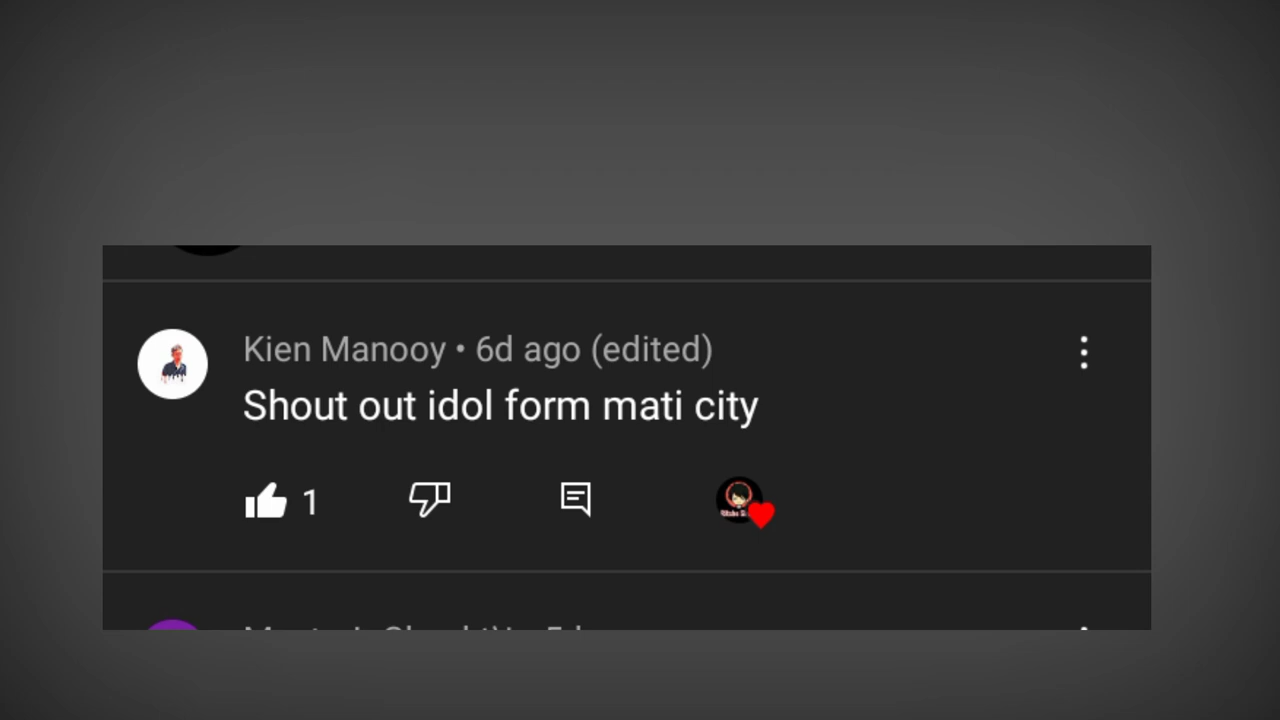 Kien Manooy • 6d ago (edited)
Shout out idol form mati city
1